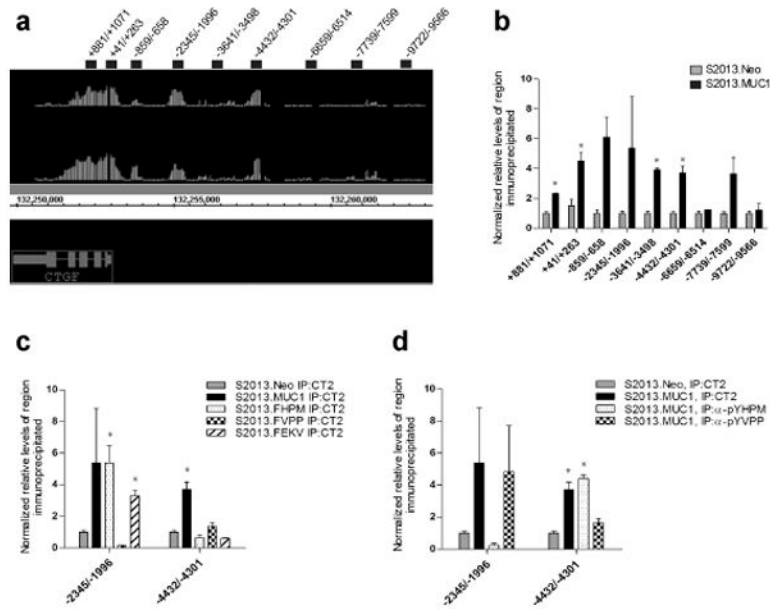 a
+881/+1071
+41/+263
-859/-658
-2345/-1996
-3641/-3498
-4432/-4301
-6659/-6514
-7739/-7599
-9722/-9566
132,250,000
132,255,000
132,260,000
CTGF
b
S2013.Neo
S2013.MUC1
Normalized relative levels of region
immunoprecipitated
10
8
6
4
2
0
*
*
*
*
+881/+1071
+41/+263
-859/-658
-2345/-1996
-3641/-3498
-4432/-4301
-6659/-6514
-7739/-7599
-9722/-9566
c
S2013.Neo IP:CT2
S2013.MUC1 IP:CT2
S2013.FHPM IP:CT2
S2013.FVPP IP:CT2
S2013.FEKV IP:CT2
Normalized relative levels of region
immunoprecipitated
10
8
6
4
2
0
*
*
*
-2345/-1996
-4432/-4301
d
S2013.Neo, IP:CT2
S2013.MUC1, IP:CT2
S2013.MUC1, IP:α-pYHPM
S2013.MUC1, IP:α-pYVPP
Normalized relative levels of region
immunoprecipitated
10
8
6
4
2
0
*
*
-2345/-1996
-4432/-4301